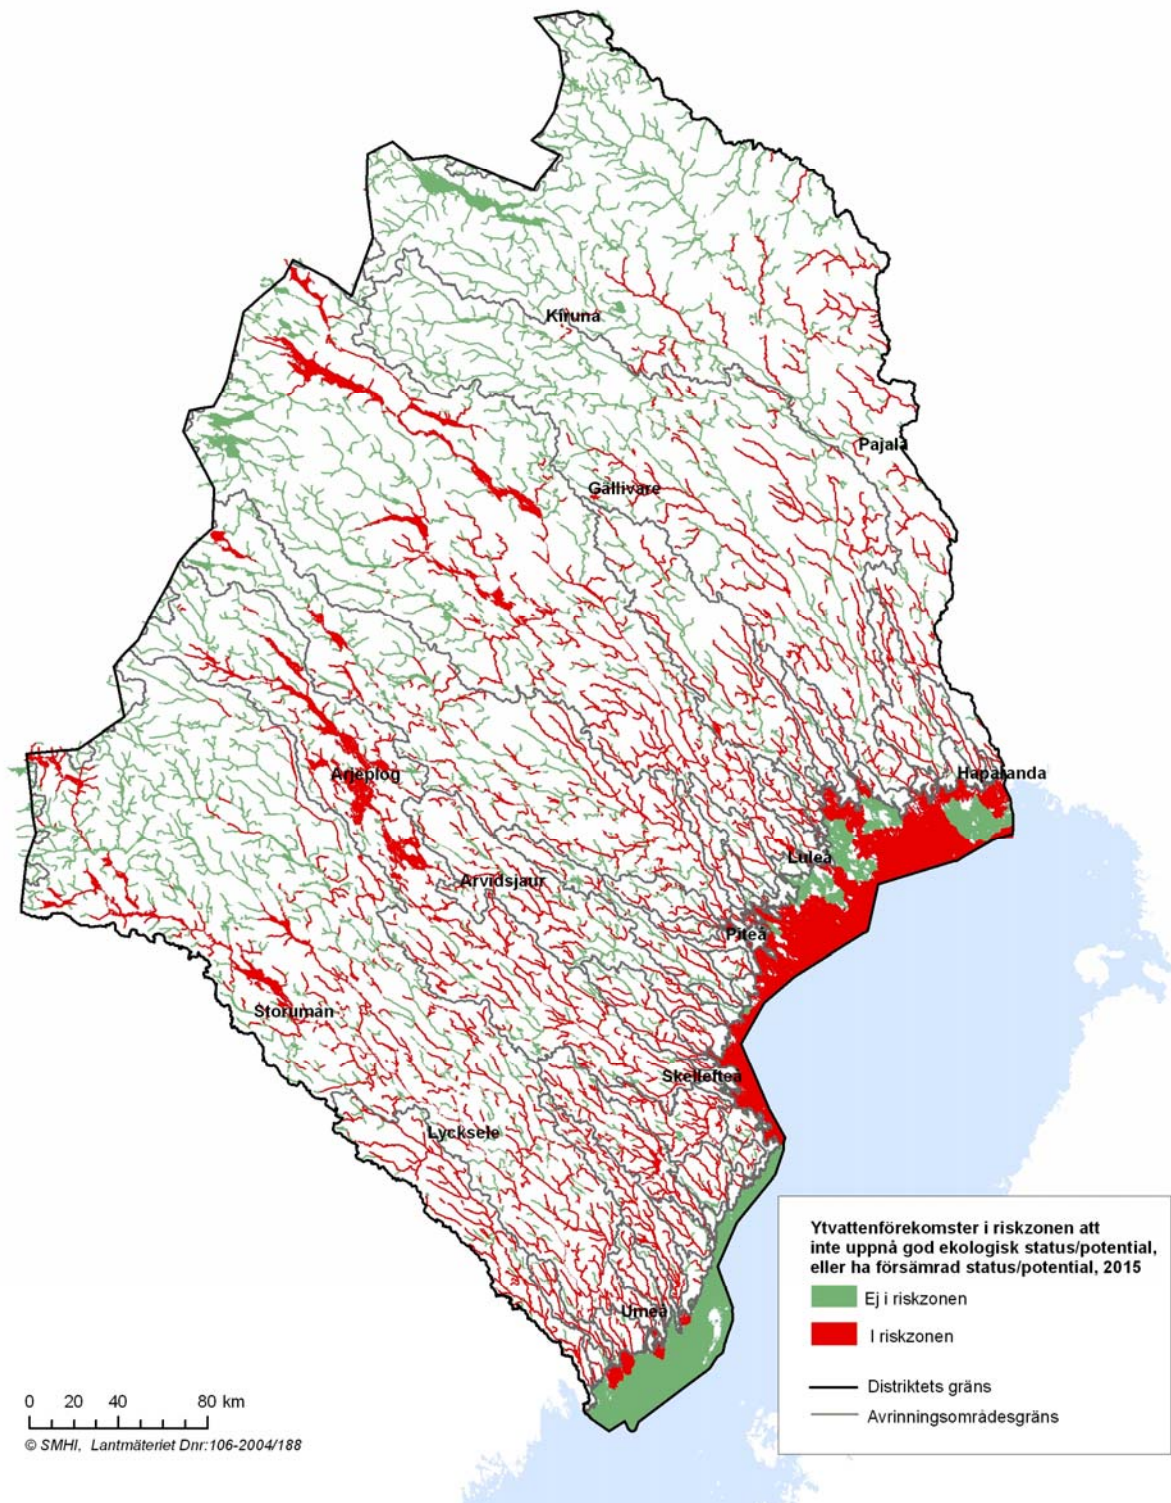 Kiruna
Pajala
Gällivare
Haparanda
Arjeplog
Luleå
Arvidsjaur
Piteå
Storuman
Skellefteå
Lycksele
Umeå
Ytvattenförekomster i riskzonen att
inte uppnå god ekologisk status/potential,
eller ha försämrad status/potential, 2015
Ej i riskzonen
I riskzonen
Distriktets gräns
Avrinningsområdesgräns
0 20 40 80 km
© SMHI, Lantmäteriet Dnr:106-2004/188